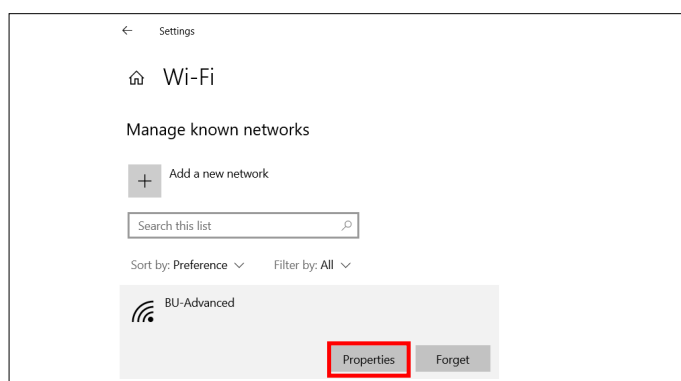 Settings
Wi-Fi
Manage known networks
Add a new network
Search this list
Sort by: Preference Filter by: All
BU-Advanced
Properties Forget